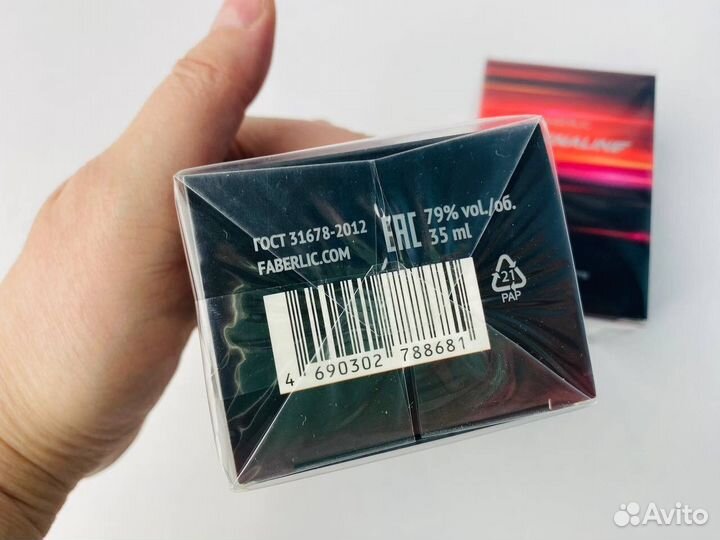 ГОСТ 31678-2012
FABERLIC.COM
EAC
79% vol./об.
35 ml
21
PAP
4 690302 788681
Avito